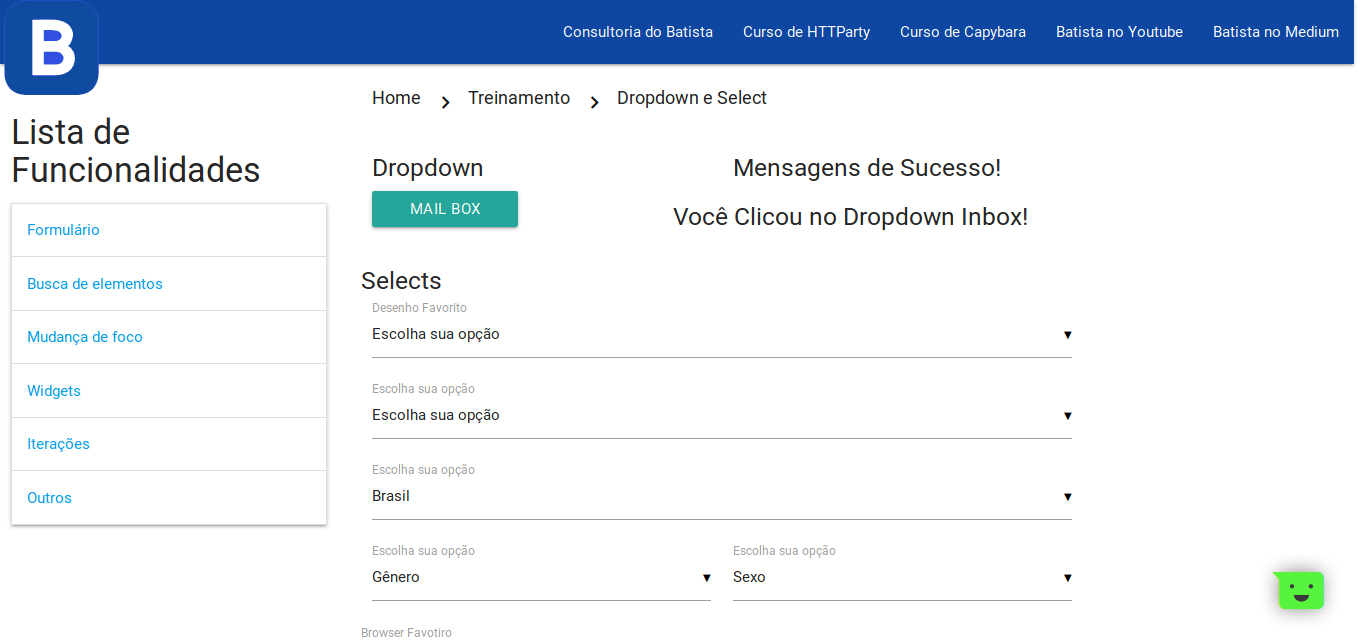 B
Consultoria do Batista
Curso de HTTParty
Curso de Capybara
Batista no Youtube
Batista no Medium
Lista de
Funcionalidades
Formulário
Busca de elementos
Mudança de foco
Widgets
Iterações
Outros
Home
Treinamento
Dropdown e Select
Dropdown
MAIL BOX
Mensagens de Sucesso!
Você Clicou no Dropdown Inbox!
Selects
Desenho Favorito
Escolha sua opção
Escolha sua opção
Escolha sua opção
Escolha sua opção
Brasil
Escolha sua opção
Gênero
Escolha sua opção
Sexo
Browser Favotiro